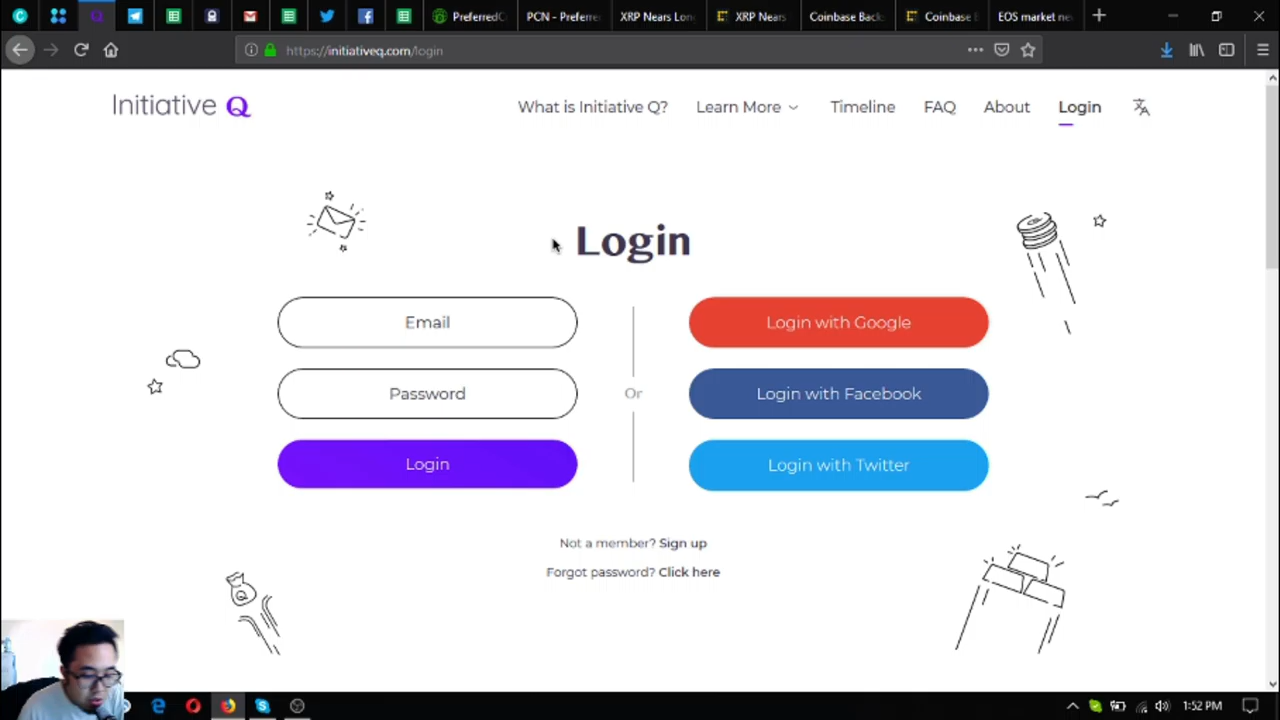 PreferredC
PCN - Preferre
XRP Nears Lon
XRP Nears
Coinbase Back
Coinbase B
EOS market ne
https://initiativeq.com/login
Initiative Q
What is Initiative Q?
Learn More
Timeline
FAQ
About
Login
Login
Email
Login with Google
Password
Or
Login with Facebook
Login
Login with Twitter
Not a member? Sign up
Forgot password? Click here
Q
1:52 PM